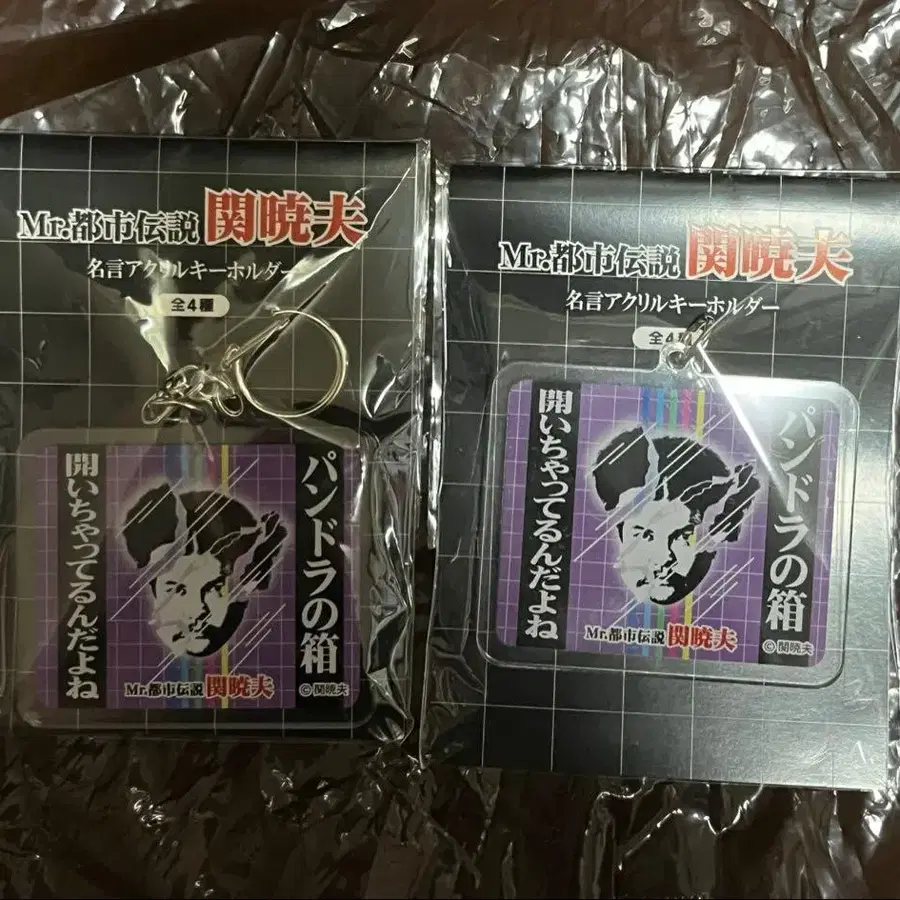 Mr.都市伝説 関暁夫
名言アクリルキーホルダー
全4種
パンドラの箱
開いちゃってるんだよね
Mr.都市伝説 関暁夫
©関暁夫
Mr.都市伝説 関暁夫
名言アクリルキーホルダー
全4種
パンドラの箱
開いちゃってるんだよね
Mr.都市伝説 関暁夫
©関暁夫